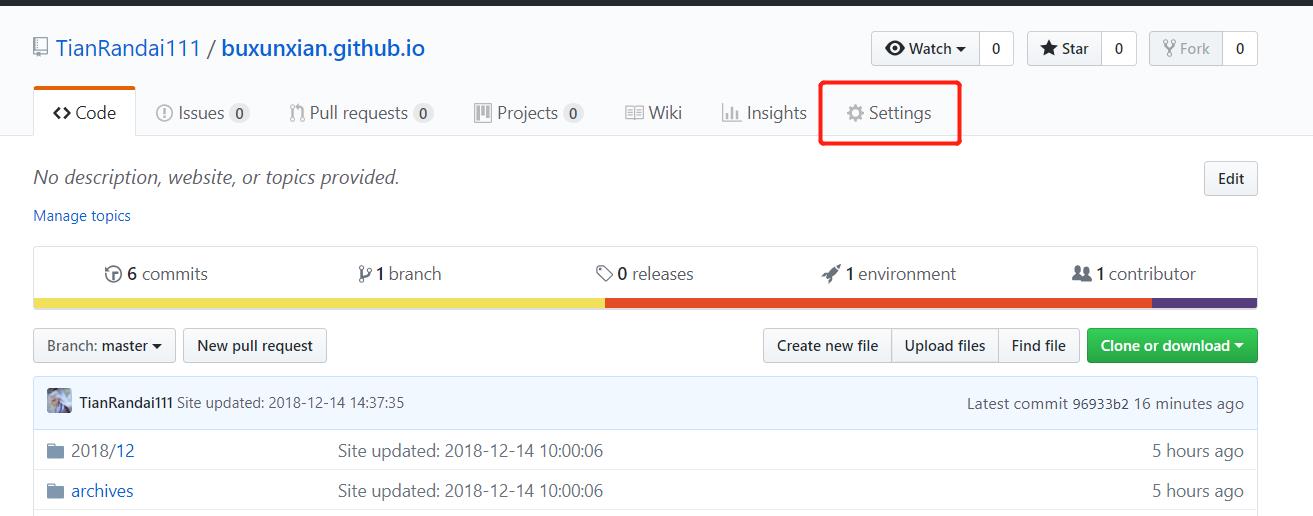 TianRandai111 / buxunxian.github.io
Watch 0 Star 0 Fork 0
Code Issues 0 Pull requests 0 Projects 0 Wiki Insights Settings
No description, website, or topics provided. Edit
Manage topics
6 commits 1 branch 0 releases 1 environment 1 contributor
Branch: master New pull request Create new file Upload files Find file Clone or download
TianRandai111 Site updated: 2018-12-14 14:37:35 Latest commit 96933b2 16 minutes ago
2018/12 Site updated: 2018-12-14 10:00:06 5 hours ago
archives Site updated: 2018-12-14 10:00:06 5 hours ago